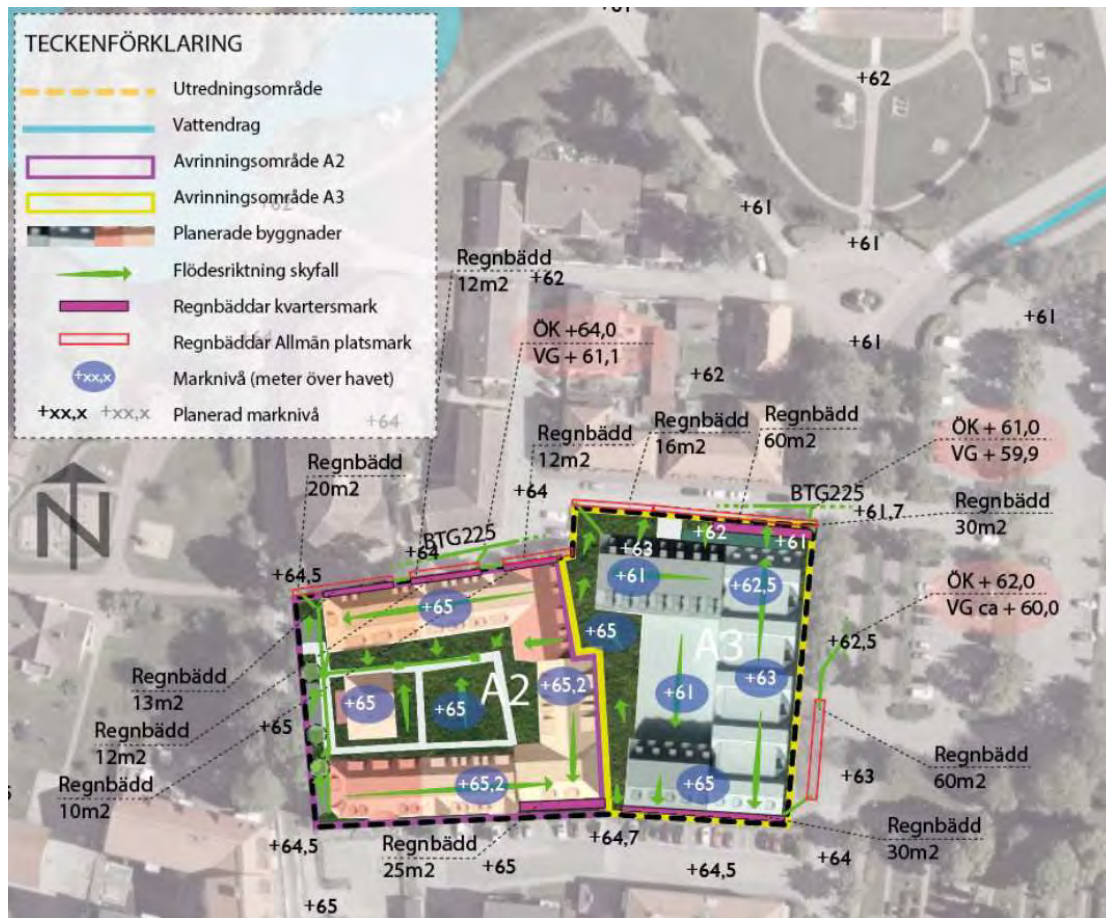 +61
TECKENFÖRKLARING
Utredningsområde
Vattendrag
Avrinningsområde A2
Avrinningsområde A3
+62
Planerade byggnader
Flödesriktning skyfall
Regnbäddar kvartersmark
+64
Regnbäddar Allmän platsmark
+xx,x
Marknivå (meter över havet)
+xx,x +xx,x Planerad marknivå
+64
+62
+61
+61
+61
+61
Regnbädd
12m2
+62
ÖK +64,0
VG + 61,1
+62
Regnbädd
16m2
Regnbädd
60m2
ÖK + 61,0
VG + 59,9
Regnbädd
12m2
Regnbädd
20m2
N
+64
BTG225
+61,7
Regnbädd
30m2
BTG225
+64
+64,5
+63
+62
+61
+61
+62,5
ÖK + 62,0
VG ca + 60,0
+65
+65
A3
+62,5
Regnbädd
13m2
A2
+65,2
+65
+65
+61
+63
+65
Regnbädd
12m2
Regnbädd
60m2
Regnbädd
10m2
+65,2
+65
+63
+64,5
+64,7
Regnbädd
30m2
Regnbädd
25m2
+65
+64,5
+64
+65